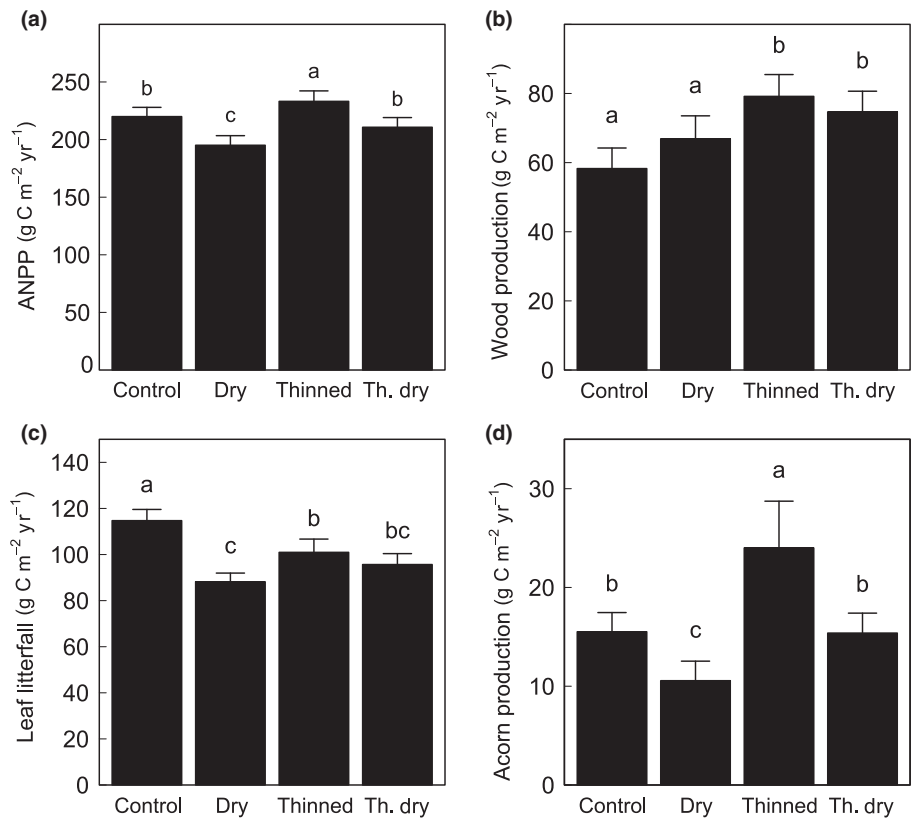 (a)
ANPP (g C m⁻² yr⁻¹)
250
200
150
100
50
0
b
c
a
b
Control Dry Thinned Th. dry
(b)
Wood production (g C m⁻² yr⁻¹)
80
60
40
20
0
a
a
b
b
Control Dry Thinned Th. dry
(c)
Leaf litterfall (g C m⁻² yr⁻¹)
140
120
100
80
60
40
20
0
a
c
b
bc
Control Dry Thinned Th. dry
(d)
Acorn production (g C m⁻² yr⁻¹)
30
20
10
0
b
c
a
b
Control Dry Thinned Th. dry